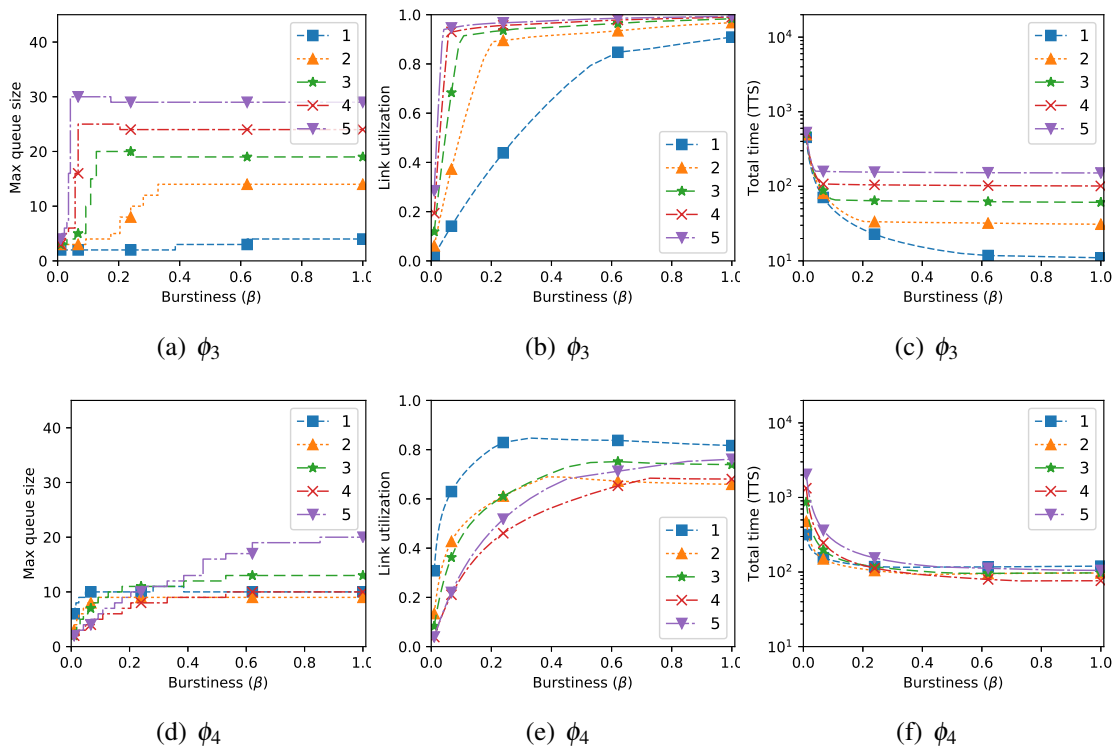 Max queue size
40
30
20
10
0
0.0 0.2 0.4 0.6 0.8 1.0
Burstiness (β)
1
2
3
4
5
(a) ϕ3
Link utilization
1.0
0.8
0.6
0.4
0.2
0.0
0.0 0.2 0.4 0.6 0.8 1.0
Burstiness (β)
1
2
3
4
5
(b) ϕ3
Total time (TTS)
10^4
10^3
10^2
10^1
0.0 0.2 0.4 0.6 0.8 1.0
Burstiness (β)
1
2
3
4
5
(c) ϕ3
Max queue size
40
30
20
10
0
0.0 0.2 0.4 0.6 0.8 1.0
Burstiness (β)
1
2
3
4
5
(d) ϕ4
Link utilization
1.0
0.8
0.6
0.4
0.2
0.0
0.0 0.2 0.4 0.6 0.8 1.0
Burstiness (β)
1
2
3
4
5
(e) ϕ4
Total time (TTS)
10^4
10^3
10^2
10^1
0.0 0.2 0.4 0.6 0.8 1.0
Burstiness (β)
1
2
3
4
5
(f) ϕ4